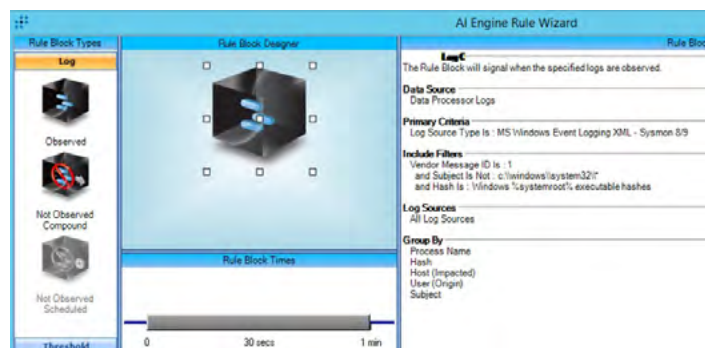 AI Engine Rule Wizard
Rule Block Types
Rule Block Designer
Rule Bloc
Log
Observed
Not Observed
Compound
Not Observed
Scheduled
Threshold
Rule Block Times
0
30 secs
1 min
The Rule Block will signal when the specified logs are observed.
Data Source
Data Processor Logs
Primary Criteria
Log Source Type Is : MS Windows Event Logging XML - Sysmon 8/9
Include Filters
Vendor Message ID Is : 1
and Subject Is Not : c:\\windows\\system32\\*
and Hash Is : Windows %systemroot% executable hashes
Log Sources
All Log Sources
Group By
Process Name
Hash
Host (Impacted)
User (Origin)
Subject